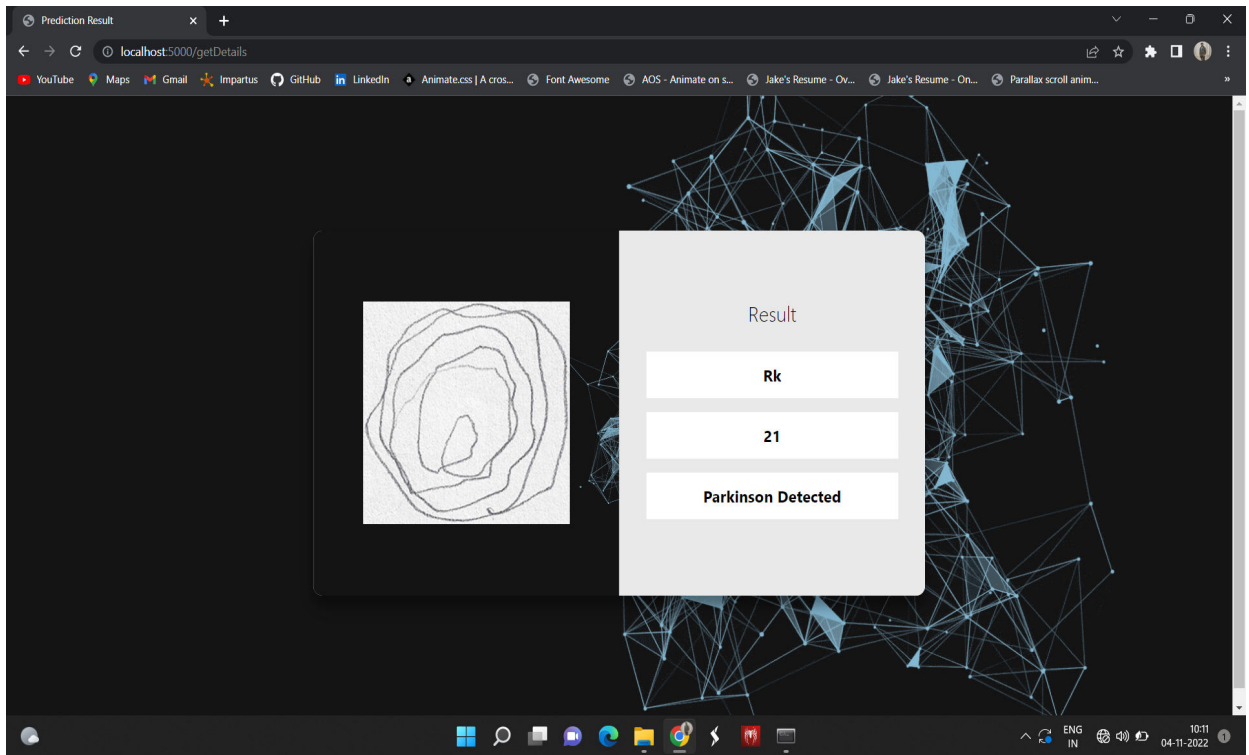 Prediction Result
localhost:5000/getDetails
YouTube Maps Gmail Impartus GitHub LinkedIn Animate.css | A cros... Font Awesome AOS - Animate on s... Jake's Resume - Ov... Jake's Resume - On... Parallax scroll anim... »
Result
Rk
21
Parkinson Detected
ENG 10:11
IN 04-11-2022 1